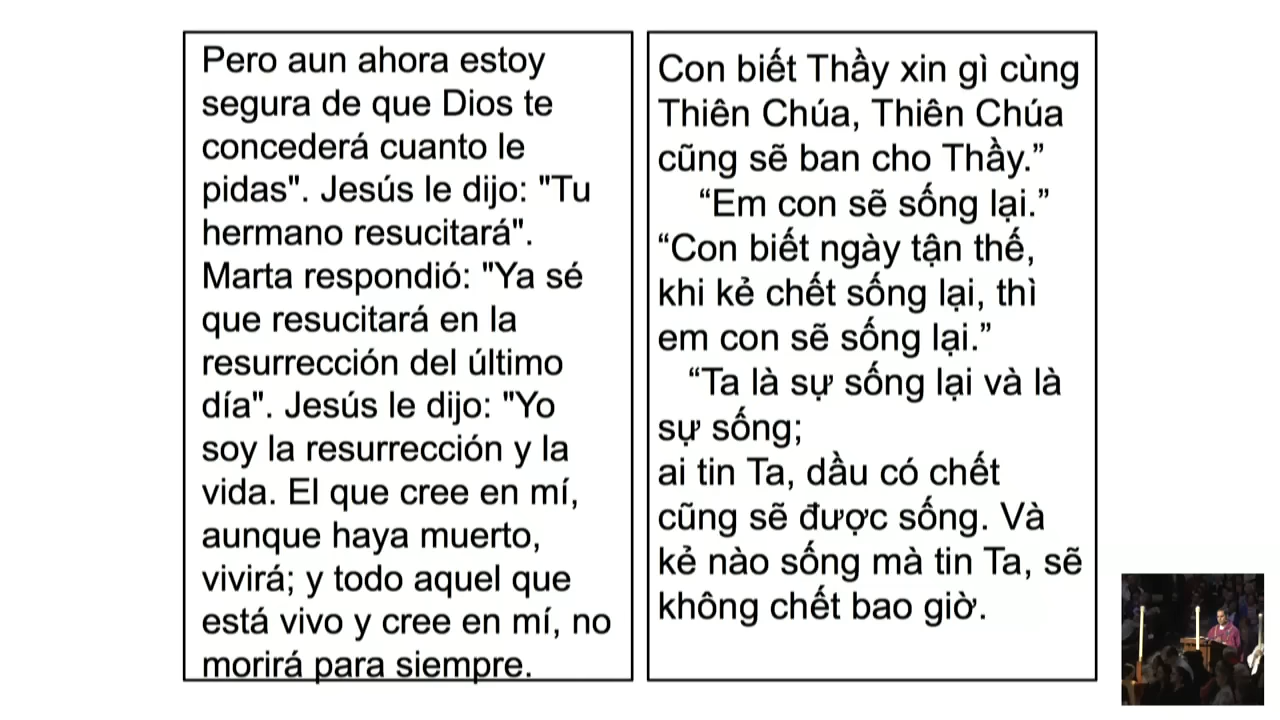 Pero aun ahora estoy
segura de que Dios te
concederá cuanto le
pidas". Jesús le dijo: "Tu
hermano resucitará".
Marta respondió: "Ya sé
que resucitará en la
resurrección del último
día". Jesús le dijo: "Yo
soy la resurrección y la
vida. El que cree en mí,
aunque haya muerto,
vivirá; y todo aquel que
está vivo y cree en mí, no
morirá para siempre.
Con biết Thầy xin gì cùng
Thiên Chúa, Thiên Chúa
cũng sẽ ban cho Thầy.”
“Em con sẽ sống lại.”
“Con biết ngày tận thế,
khi kẻ chết sống lại, thì
em con sẽ sống lại.”
“Ta là sự sống lại và là
sự sống;
ai tin Ta, dầu có chết
cũng sẽ được sống. Và
kẻ nào sống mà tin Ta, sẽ
không chết bao giờ.